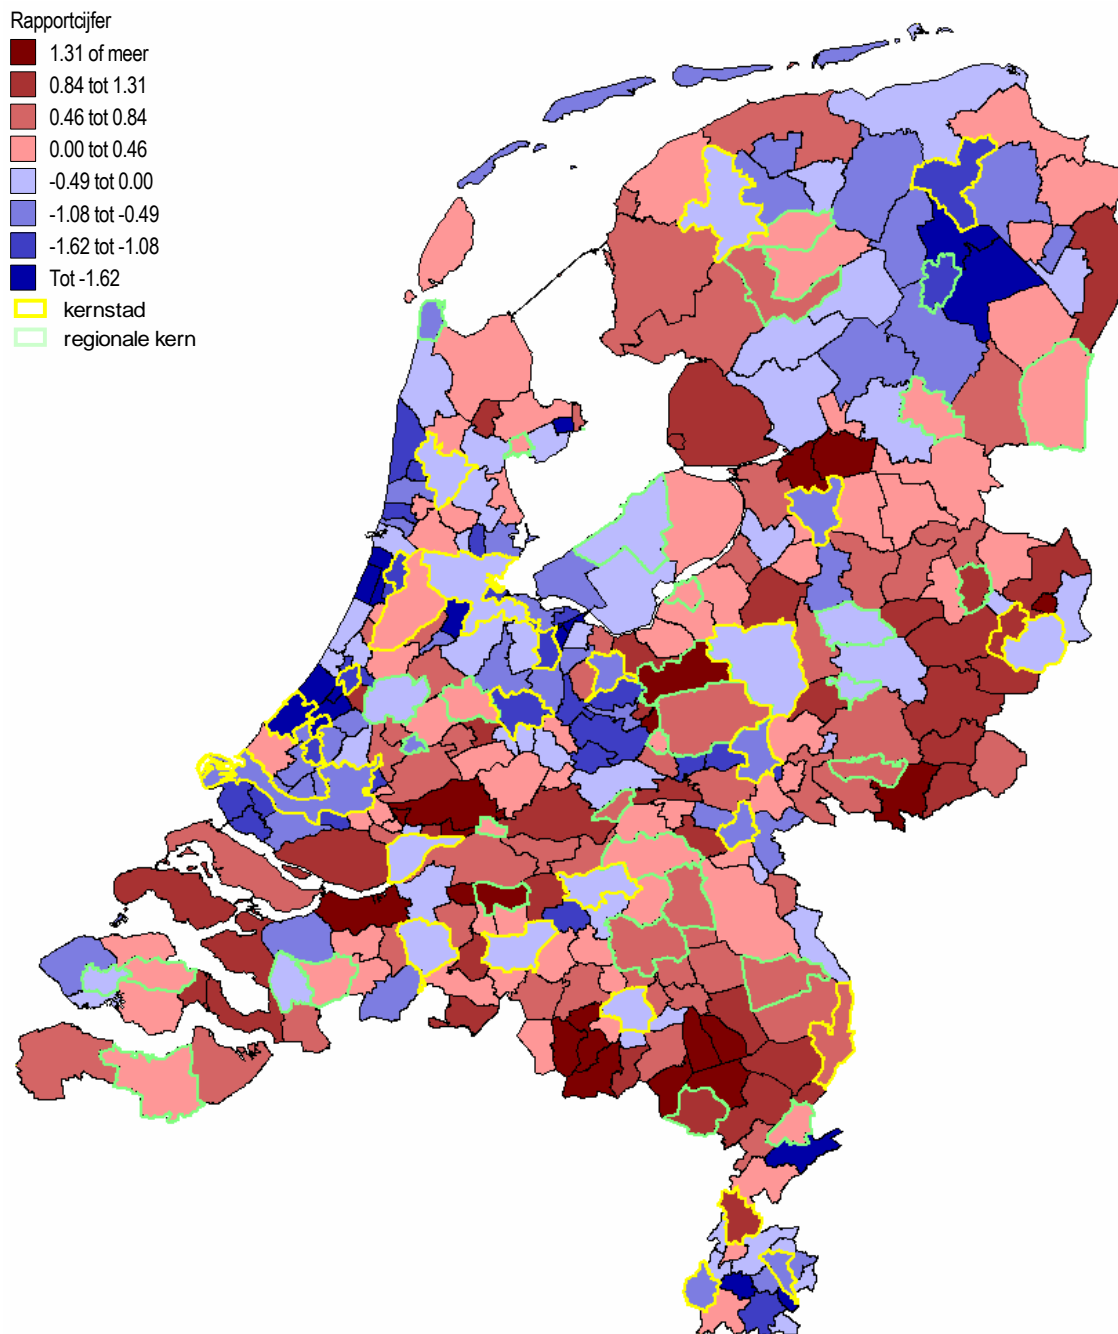 Rapportcijfer
1.31 of meer
0.84 tot 1.31
0.46 tot 0.84
0.00 tot 0.46
-0.49 tot 0.00
-1.08 tot -0.49
-1.62 tot -1.08
Tot -1.62
kernstad
regionale kern